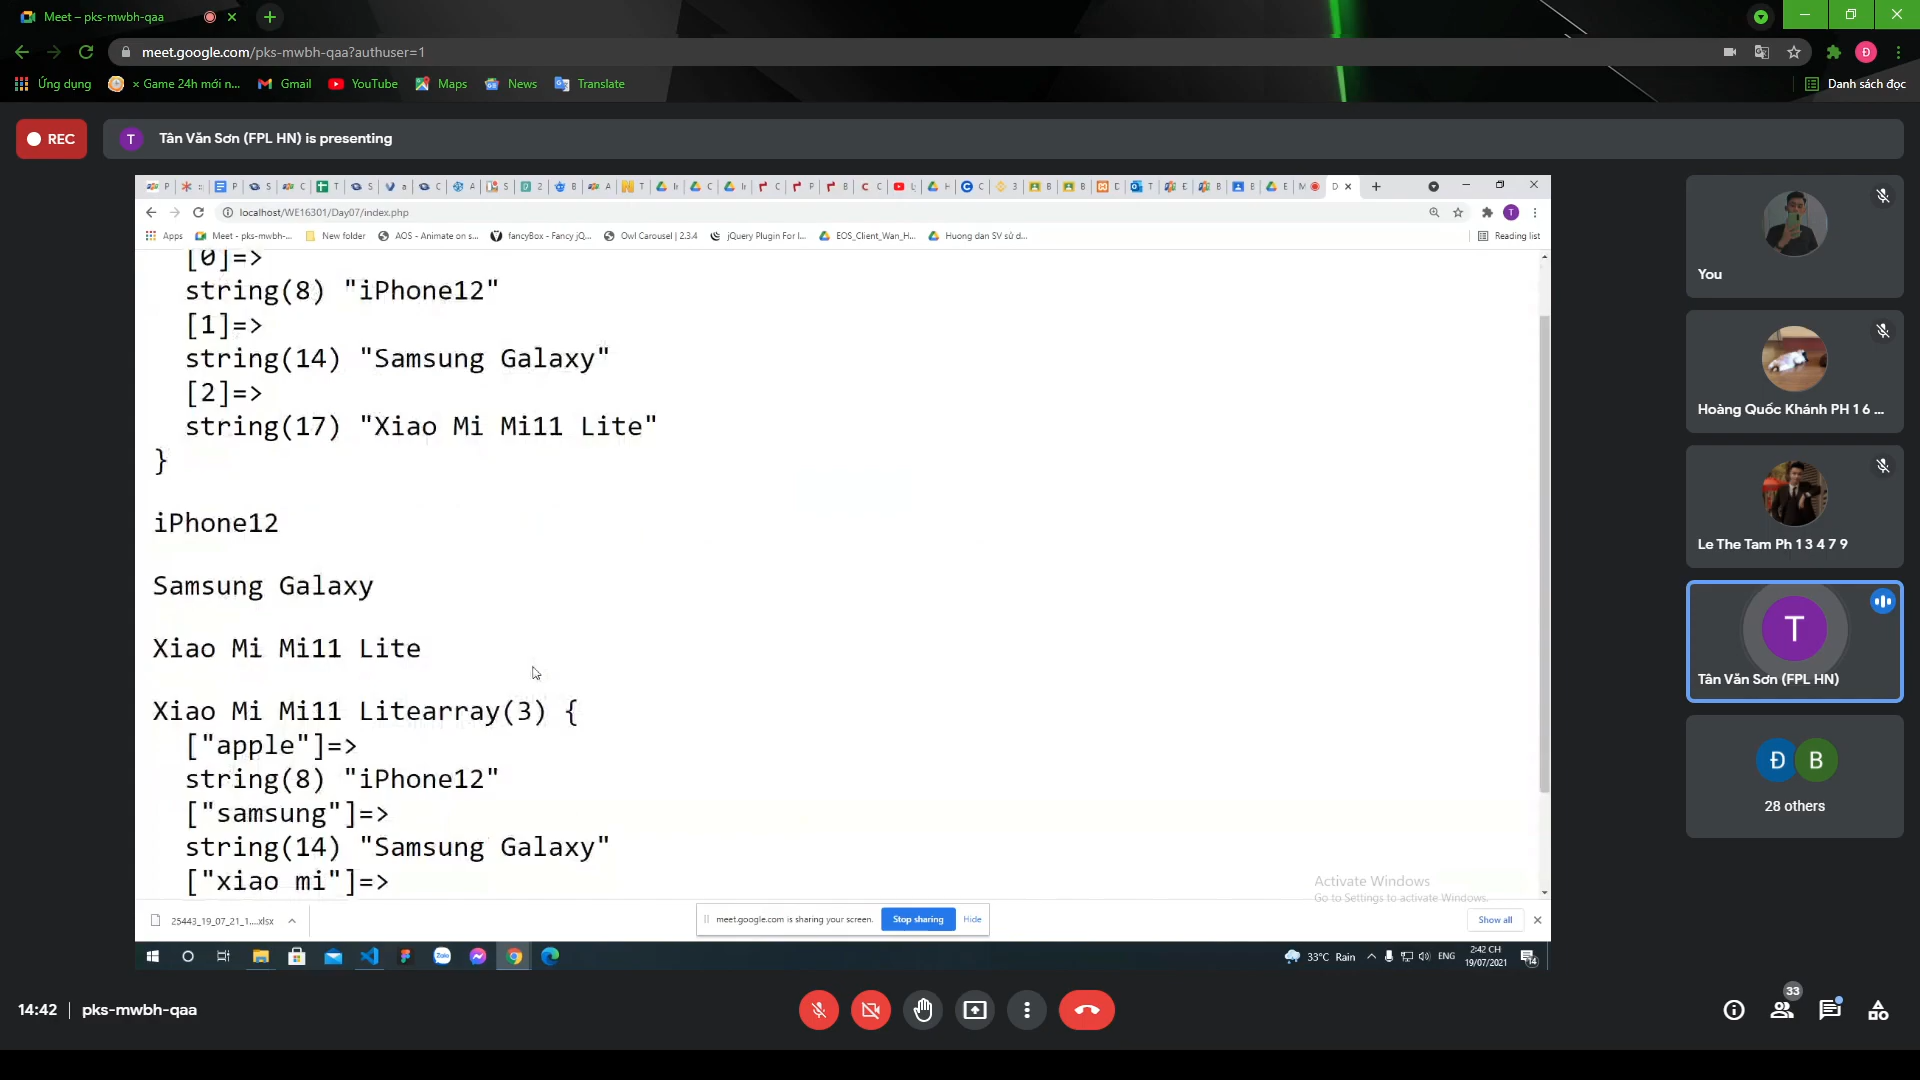 Meet – pks-mwbh-qaa
meet.google.com/pks-mwbh-qaa?authuser=1
Ứng dụng
× Game 24h mới n...
Gmail
YouTube
Maps
News
Translate
Danh sách đọc
REC
T
Tân Văn Sơn (FPL HN) is presenting
localhost/WE16301/Day07/index.php
Apps
Meet - pks-mwbh-...
New folder
AOS - Animate on s...
fancyBox - Fancy jQ...
Owl Carousel | 2.3.4
jQuery Plugin For I...
EOS_Client_Wan_H...
Huong dan SV sử d...
Reading list
[0]=>
string(8) "iPhone12"
[1]=>
string(14) "Samsung Galaxy"
[2]=>
string(17) "Xiao Mi Mi11 Lite"
}
iPhone12
Samsung Galaxy
Xiao Mi Mi11 Lite
Xiao Mi Mi11 Litearray(3) {
["apple"]=>
string(8) "iPhone12"
["samsung"]=>
string(14) "Samsung Galaxy"
["xiao mi"]=>
Activate Windows
Go to Settings to activate Windows.
25443_19_07_21_1....xlsx
meet.google.com is sharing your screen.
Stop sharing
Hide
Show all
33°C Rain
ENG
2:42 CH
19/07/2021
You
Hoàng Quốc Khánh PH 1 6 ...
Le The Tam Ph 1 3 4 7 9
T
Tân Văn Sơn (FPL HN)
Đ
B
28 others
14:42
pks-mwbh-qaa
33